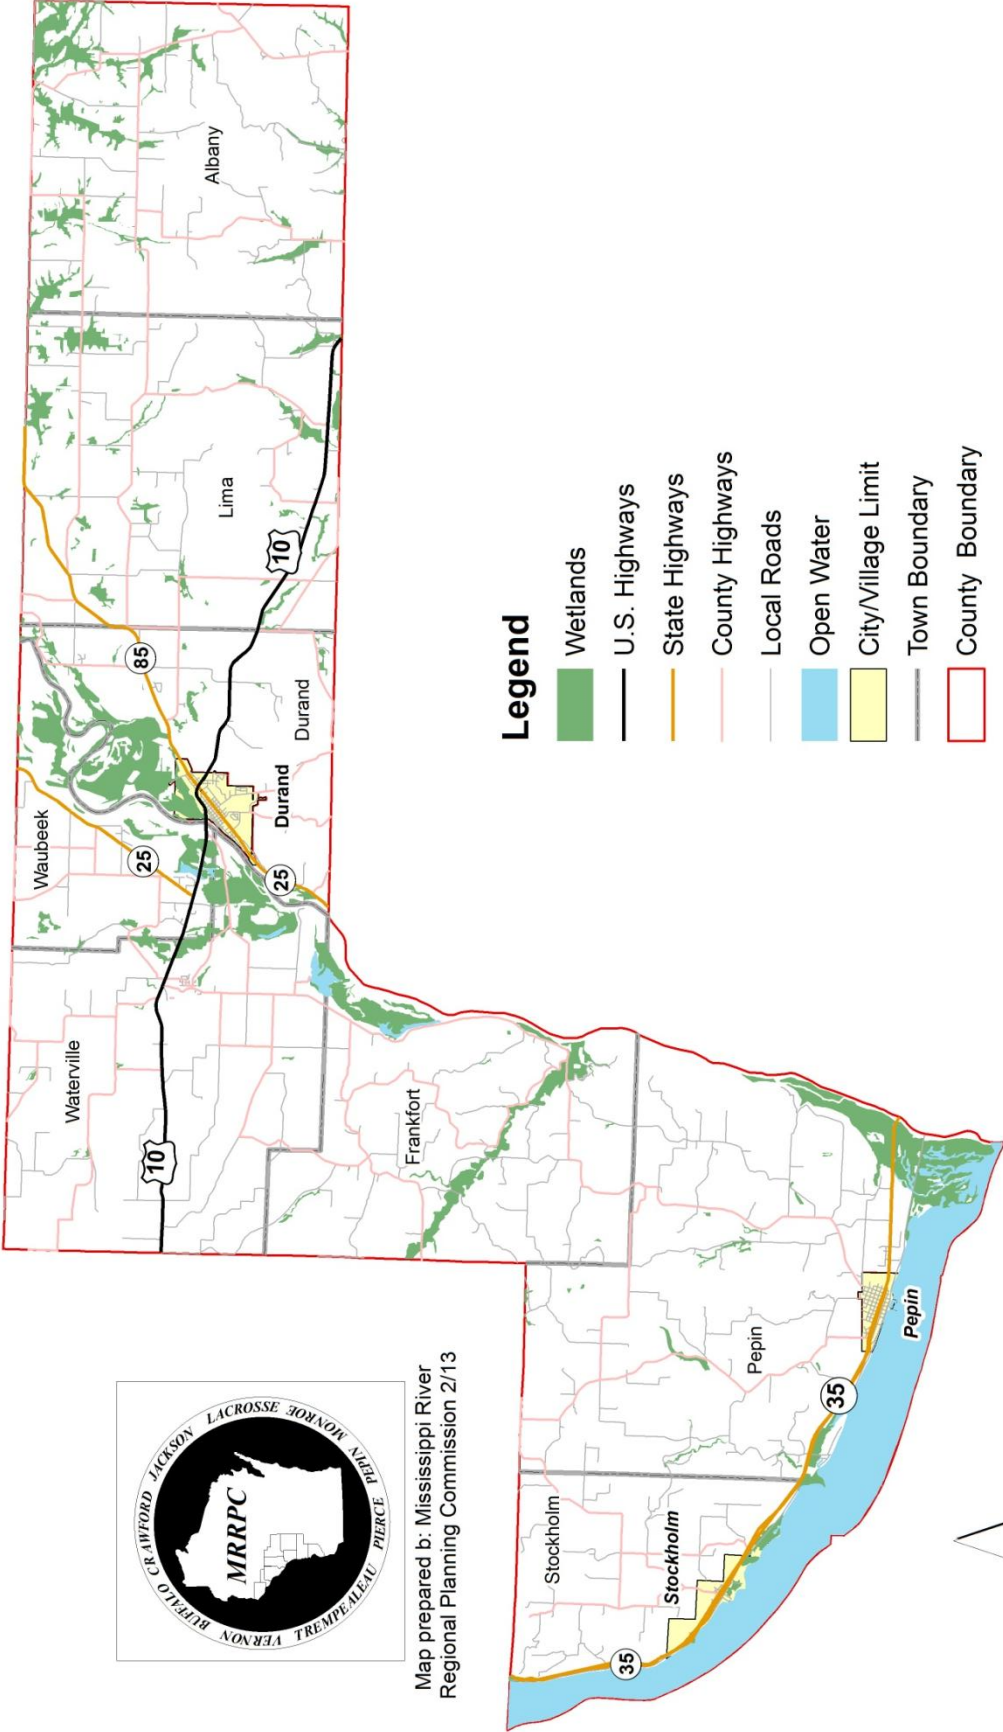 BUFFALO CRAWFORD JACKSON LACROSSE MONROE PEPIN PIERCE TREMPEALEAU VERNON
MRRPC
Map prepared b: Mississippi River
Regional Planning Commission 2/13
Waterville
Waubeek
10
25
85
Albany
Lima
10
Durand
Durand
25
Frankfort
Stockholm
Stockholm
35
Pepin
35
Pepin
Legend
Wetlands
U.S. Highways
State Highways
County Highways
Local Roads
Open Water
City/Village Limit
Town Boundary
County Boundary